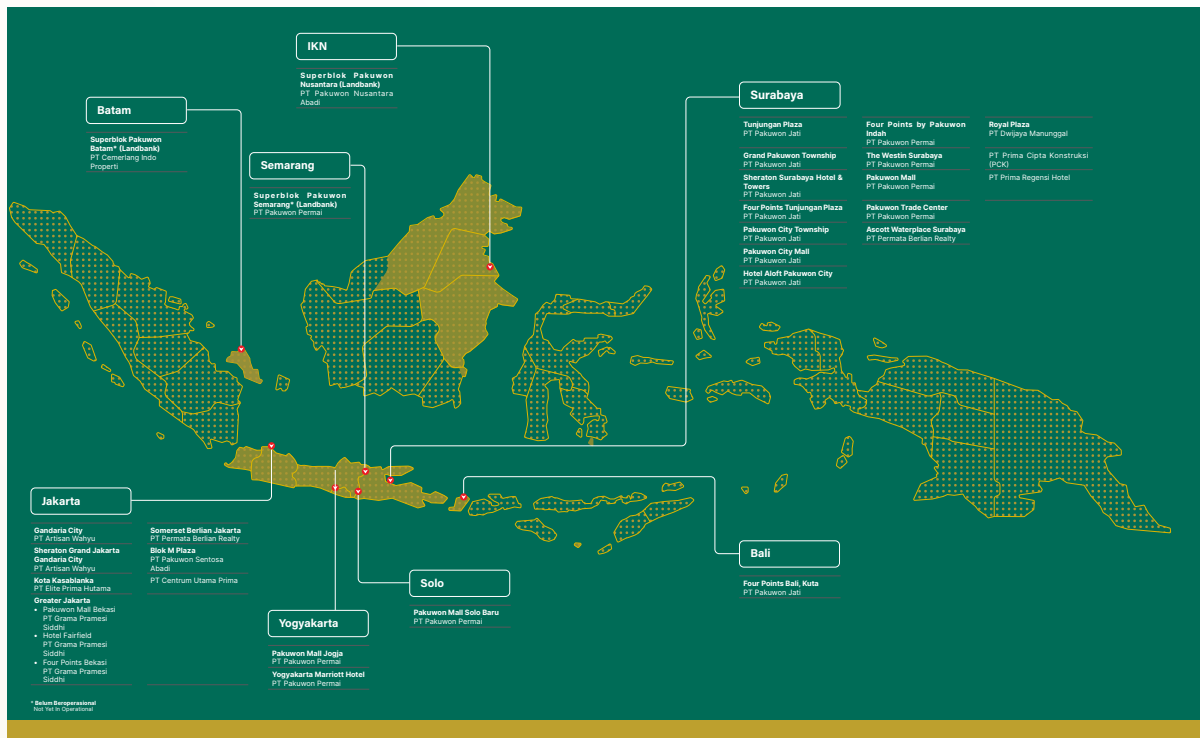 IKN
Superblok Pakuwon
Nusantara (Landbank)
PT Pakuwon Nusantara
Abadi
Batam
Superblok Pakuwon
Batam* (Landbank)
PT Cemerlang Indo
Properti
Semarang
Superblok Pakuwon
Semarang* (Landbank)
PT Pakuwon Permai
Surabaya
Tunjungan Plaza
PT Pakuwon Jati
Grand Pakuwon Township
PT Pakuwon Jati
Sheraton Surabaya Hotel &
Towers
PT Pakuwon Jati
Four Points Tunjungan Plaza
PT Pakuwon Jati
Pakuwon City Township
PT Pakuwon Jati
Pakuwon City Mall
PT Pakuwon Jati
Hotel Aloft Pakuwon City
PT Pakuwon Jati
Four Points by Pakuwon
Indah
PT Pakuwon Permai
The Westin Surabaya
PT Pakuwon Permai
Pakuwon Mall
PT Pakuwon Permai
Pakuwon Trade Center
PT Pakuwon Permai
Ascott Waterplace Surabaya
PT Permata Berlian Realty
Royal Plaza
PT Dwijaya Manunggal
PT Prima Cipta Konstruksi
(PCK)
PT Prima Regensi Hotel
Jakarta
Gandaria City
PT Artisan Wahyu
Sheraton Grand Jakarta
Gandaria City
PT Artisan Wahyu
Kota Kasablanka
PT Elite Prima Hutama
Greater Jakarta
• Pakuwon Mall Bekasi
PT Grama Pramesi
Siddhi
• Hotel Fairfield
PT Grama Pramesi
Siddhi
• Four Points Bekasi
PT Grama Pramesi
Siddhi
Somerset Berlian Jakarta
PT Permata Berlian Realty
Blok M Plaza
PT Pakuwon Sentosa
Abadi
PT Centrum Utama Prima
Yogyakarta
Pakuwon Mall Jogja
PT Pakuwon Permai
Yogyakarta Marriott Hotel
PT Pakuwon Permai
Solo
Pakuwon Mall Solo Baru
PT Pakuwon Permai
Bali
Four Points Bali, Kuta
PT Pakuwon Jati
* Belum Beroperasional
Not Yet In Operational